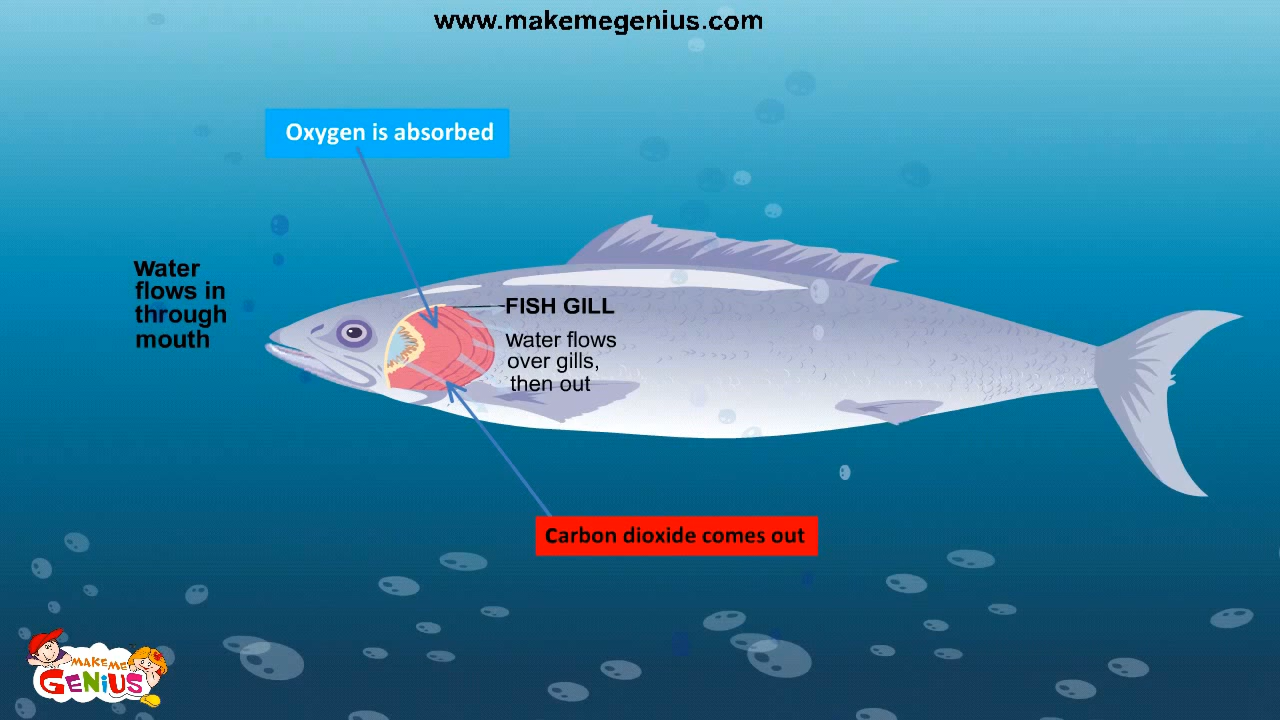 www.makemegenius.com
Oxygen is absorbed
Water
flows in
through
mouth
FISH GILL
Water flows
over gills,
then out
Carbon dioxide comes out
MAKE ME
GENiUS